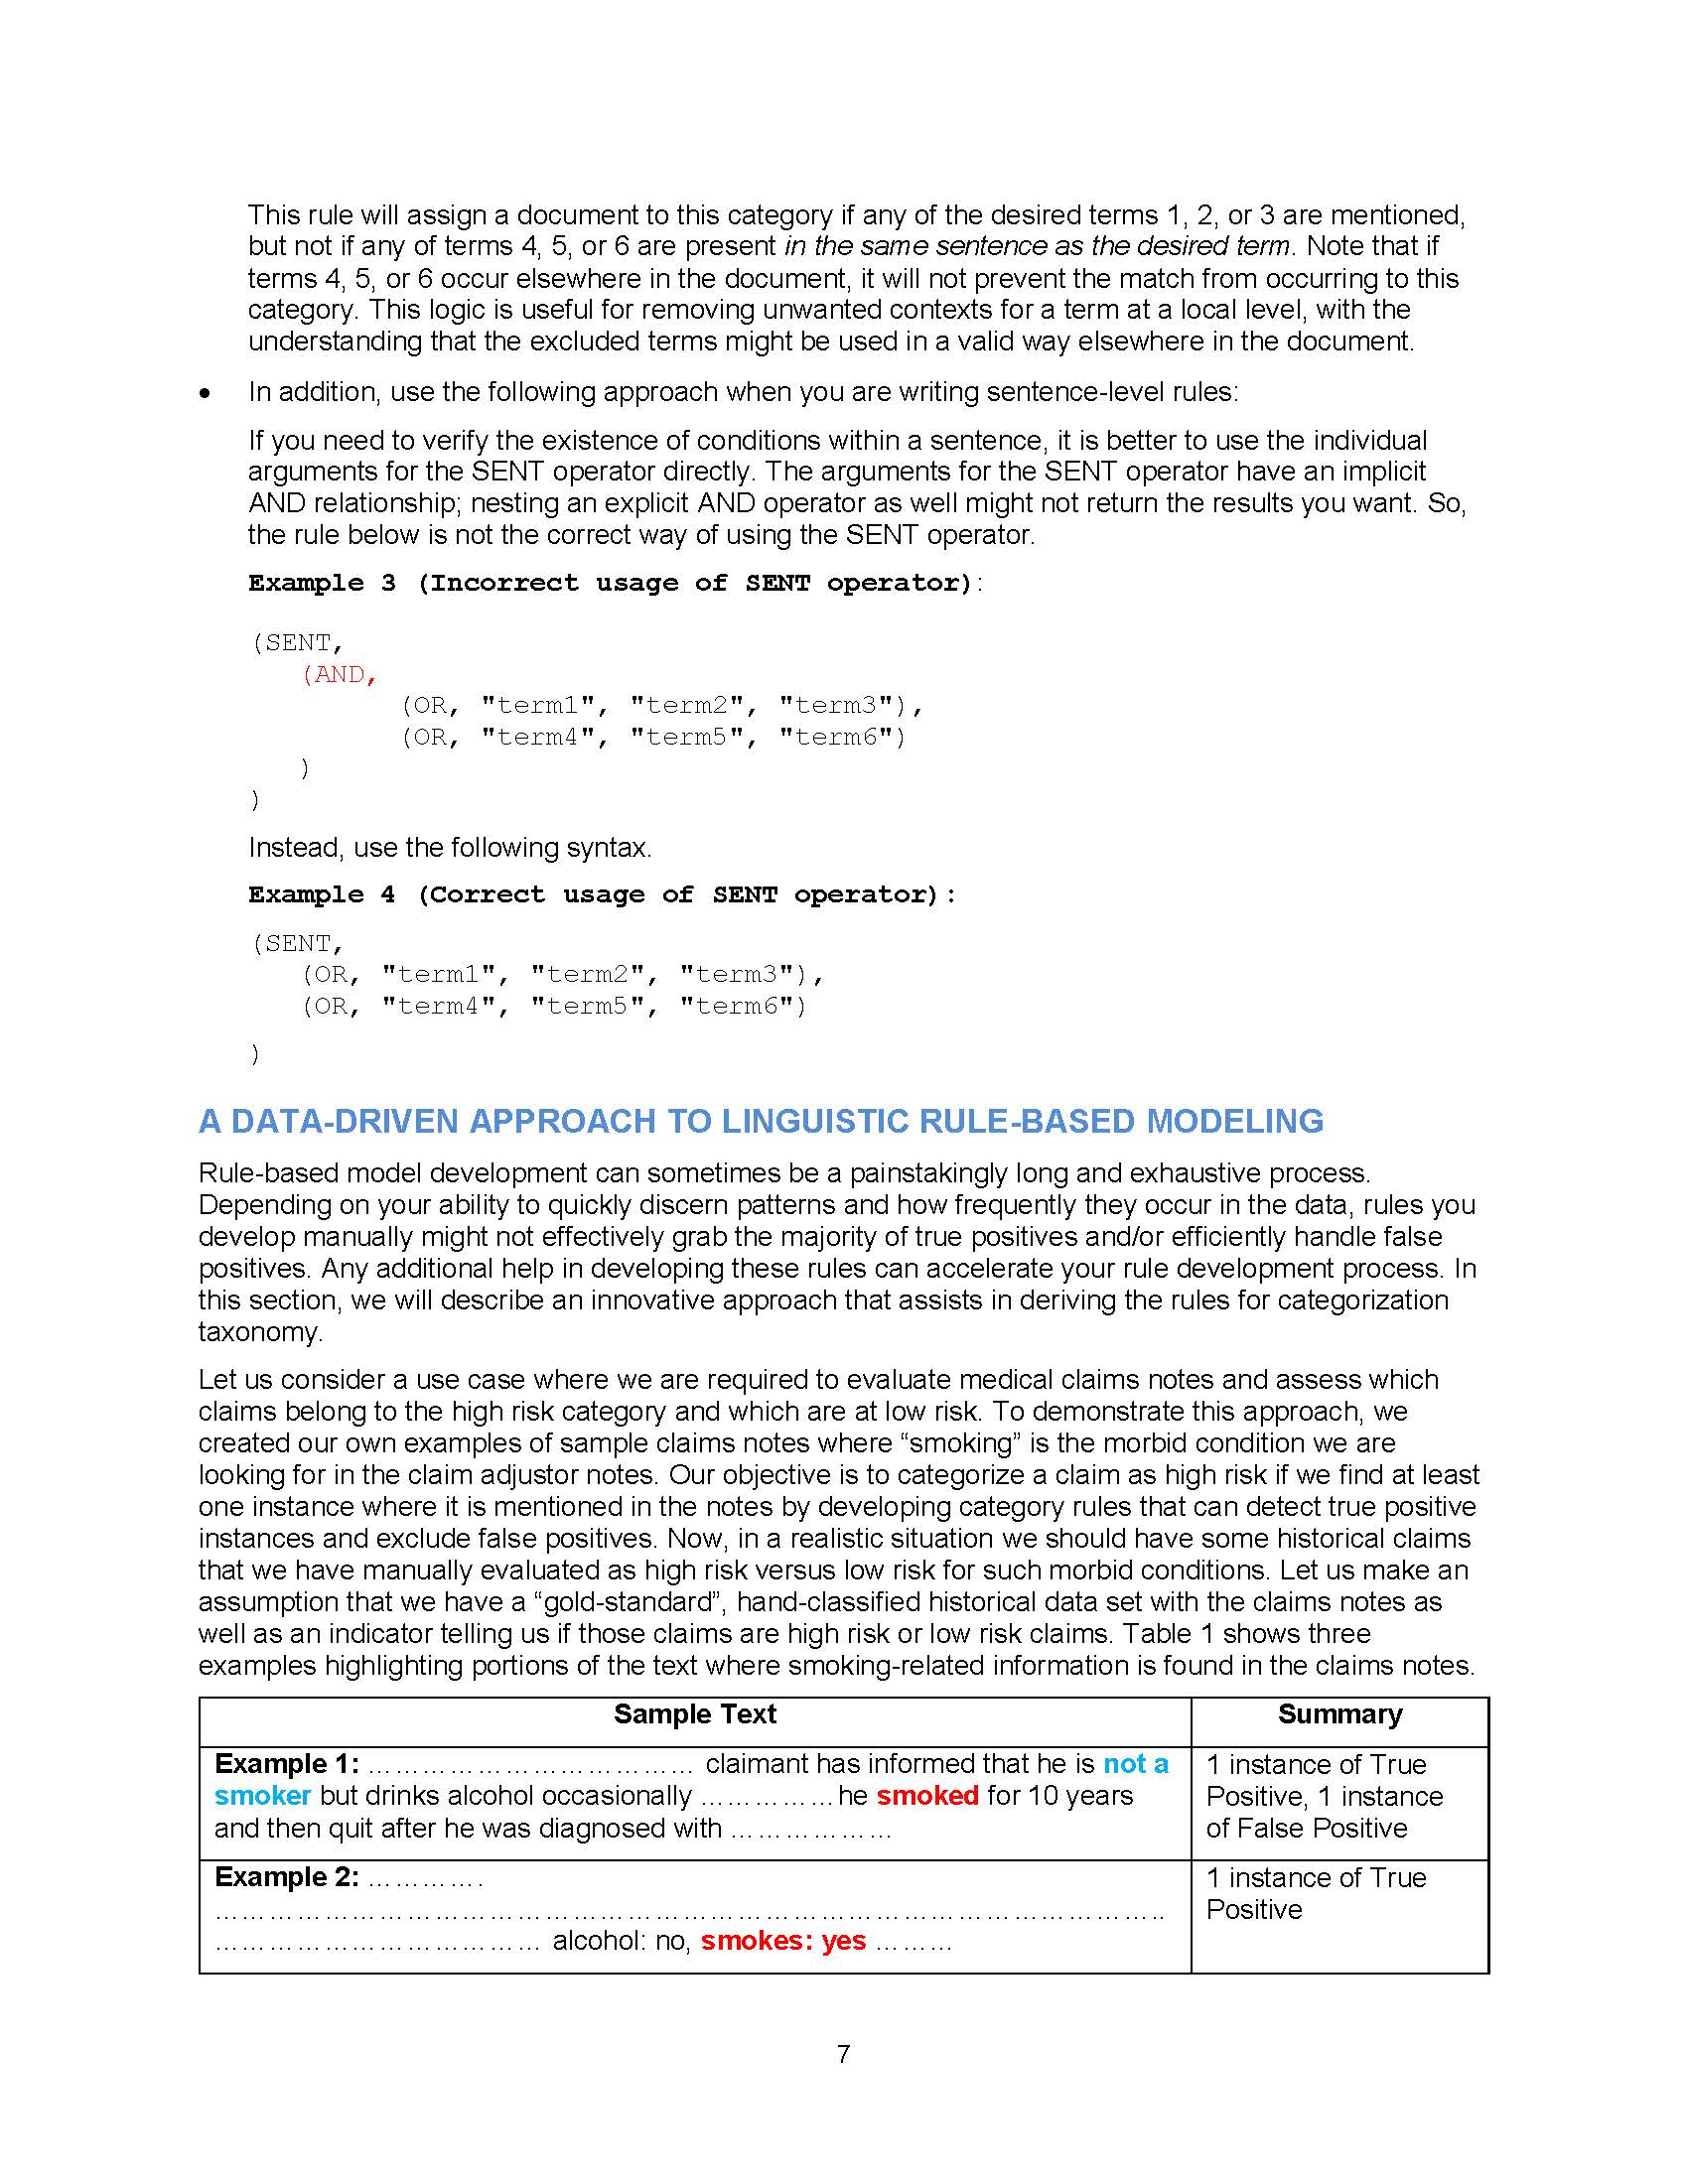 This rule will assign a document to this category if any of the desired terms 1, 2, or 3 are mentioned,
but not if any of terms 4, 5, or 6 are present in the same sentence as the desired term. Note that if
terms 4, 5, or 6 occur elsewhere in the document, it will not prevent the match from occurring to this
category. This logic is useful for removing unwanted contexts for a term at a local level, with the
understanding that the excluded terms might be used in a valid way elsewhere in the document.
• In addition, use the following approach when you are writing sentence-level rules:
If you need to verify the existence of conditions within a sentence, it is better to use the individual
arguments for the SENT operator directly. The arguments for the SENT operator have an implicit
AND relationship; nesting an explicit AND operator as well might not return the results you want. So,
the rule below is not the correct way of using the SENT operator.
Example 3 (Incorrect usage of SENT operator):
(SENT,
(AND,
(OR, "term1", "term2", "term3"),
(OR, "term4", "term5", "term6")
)
)
Instead, use the following syntax.
Example 4 (Correct usage of SENT operator):
(SENT,
(OR, "term1", "term2", "term3"),
(OR, "term4", "term5", "term6")
)
A DATA-DRIVEN APPROACH TO LINGUISTIC RULE-BASED MODELING
Rule-based model development can sometimes be a painstakingly long and exhaustive process.
Depending on your ability to quickly discern patterns and how frequently they occur in the data, rules you
develop manually might not effectively grab the majority of true positives and/or efficiently handle false
positives. Any additional help in developing these rules can accelerate your rule development process. In
this section, we will describe an innovative approach that assists in deriving the rules for categorization
taxonomy.
Let us consider a use case where we are required to evaluate medical claims notes and assess which
claims belong to the high risk category and which are at low risk. To demonstrate this approach, we
created our own examples of sample claims notes where “smoking” is the morbid condition we are
looking for in the claim adjustor notes. Our objective is to categorize a claim as high risk if we find at least
one instance where it is mentioned in the notes by developing category rules that can detect true positive
instances and exclude false positives. Now, in a realistic situation we should have some historical claims
that we have manually evaluated as high risk versus low risk for such morbid conditions. Let us make an
assumption that we have a “gold-standard”, hand-classified historical data set with the claims notes as
well as an indicator telling us if those claims are high risk or low risk claims. Table 1 shows three
examples highlighting portions of the text where smoking-related information is found in the claims notes.
Sample Text
Summary
Example 1: ………………………………… claimant has informed that he is not a
smoker but drinks alcohol occasionally ……………he smoked for 10 years
and then quit after he was diagnosed with ………………
1 instance of True
Positive, 1 instance
of False Positive
Example 2: ………….
…………………………………………………………………………………………..
……………………………… alcohol: no, smokes: yes ………
1 instance of True
Positive
7